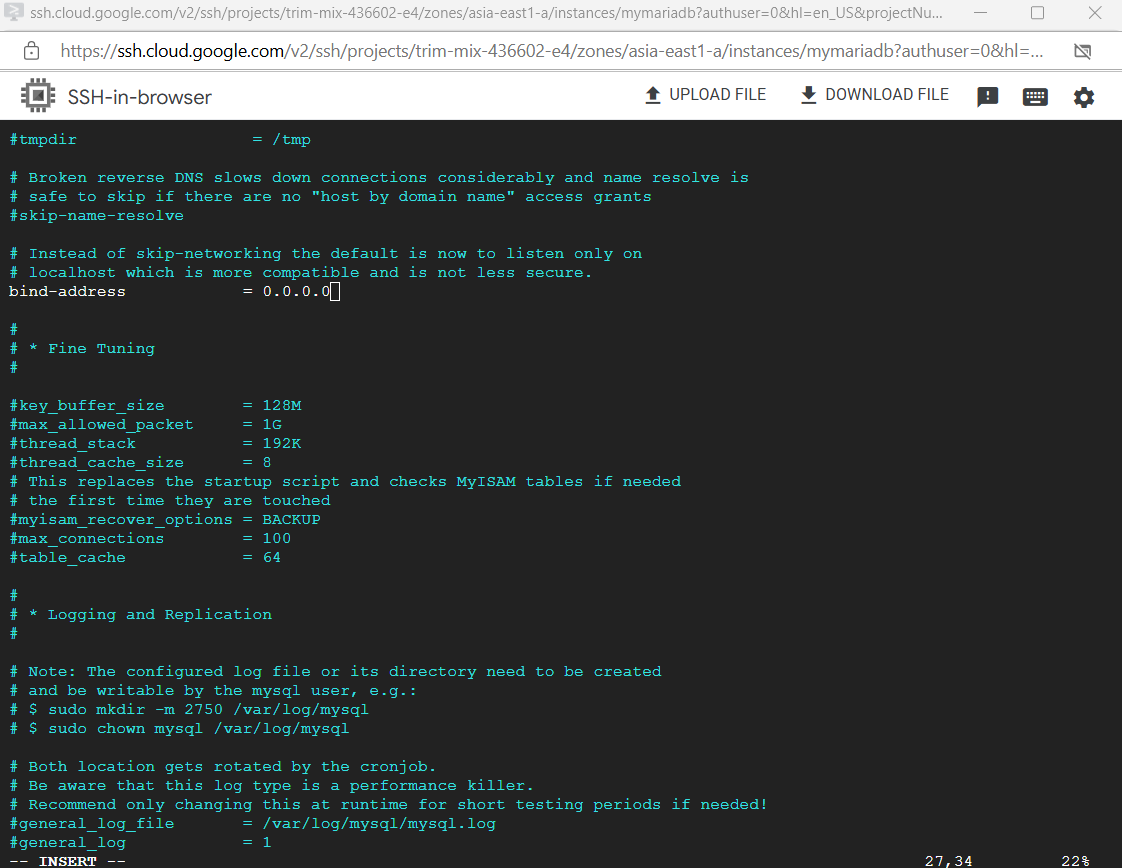 ssh.cloud.google.com/v2/ssh/projects/trim-mix-436602-e4/zones/asia-east1-a/instances/mymariadb?authuser=0&hl=en_US&projectNu...
https://ssh.cloud.google.com/v2/ssh/projects/trim-mix-436602-e4/zones/asia-east1-a/instances/mymariadb?authuser=0&hl=...
SSH-in-browser UPLOAD FILE DOWNLOAD FILE
#tmpdir = /tmp
# Broken reverse DNS slows down connections considerably and name resolve is
# safe to skip if there are no "host by domain name" access grants
#skip-name-resolve
# Instead of skip-networking the default is now to listen only on
# localhost which is more compatible and is not less secure.
bind-address = 0.0.0.0
#
# * Fine Tuning
#
#key_buffer_size = 128M
#max_allowed_packet = 1G
#thread_stack = 192K
#thread_cache_size = 8
# This replaces the startup script and checks MyISAM tables if needed
# the first time they are touched
#myisam_recover_options = BACKUP
#max_connections = 100
#table_cache = 64
#
# * Logging and Replication
#
# Note: The configured log file or its directory need to be created
# and be writable by the mysql user, e.g.:
# $ sudo mkdir -m 2750 /var/log/mysql
# $ sudo chown mysql /var/log/mysql
# Both location gets rotated by the cronjob.
# Be aware that this log type is a performance killer.
# Recommend only changing this at runtime for short testing periods if needed!
#general_log_file = /var/log/mysql/mysql.log
#general_log = 1
-- INSERT -- 27,34 22%